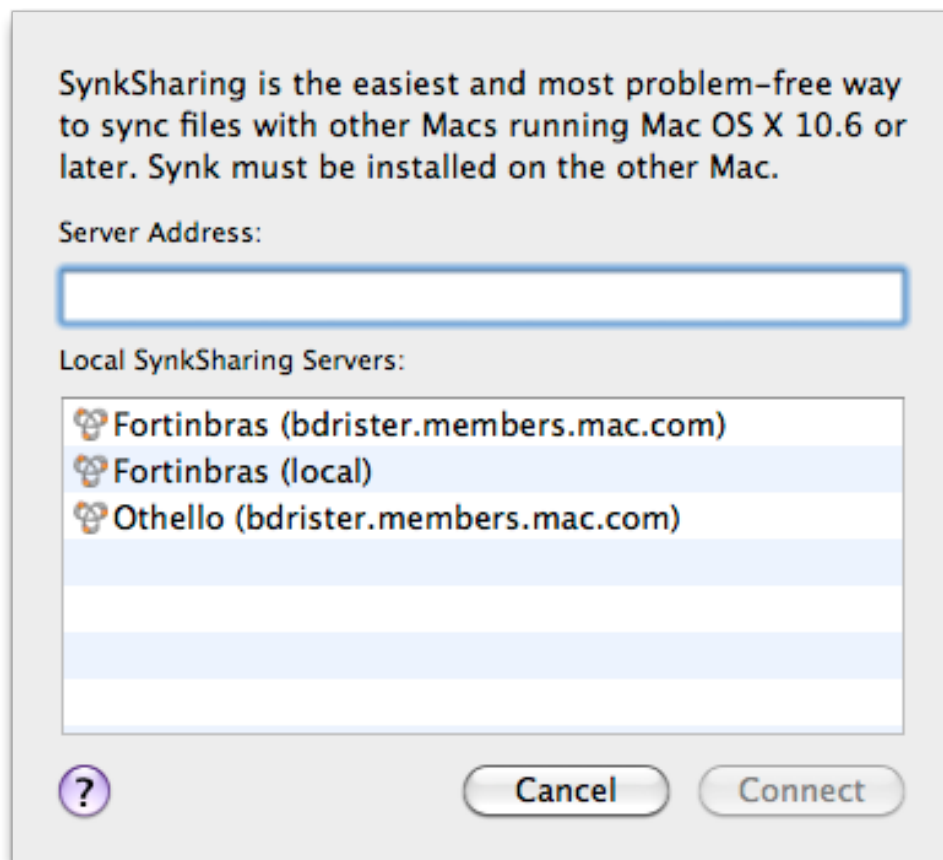 SynkSharing is the easiest and most problem-free way
to sync files with other Macs running Mac OS X 10.6 or
later. Synk must be installed on the other Mac.
Server Address:
Local SynkSharing Servers:
Fortinbras (bdrister.members.mac.com)
Fortinbras (local)
Othello (bdrister.members.mac.com)
? Cancel Connect